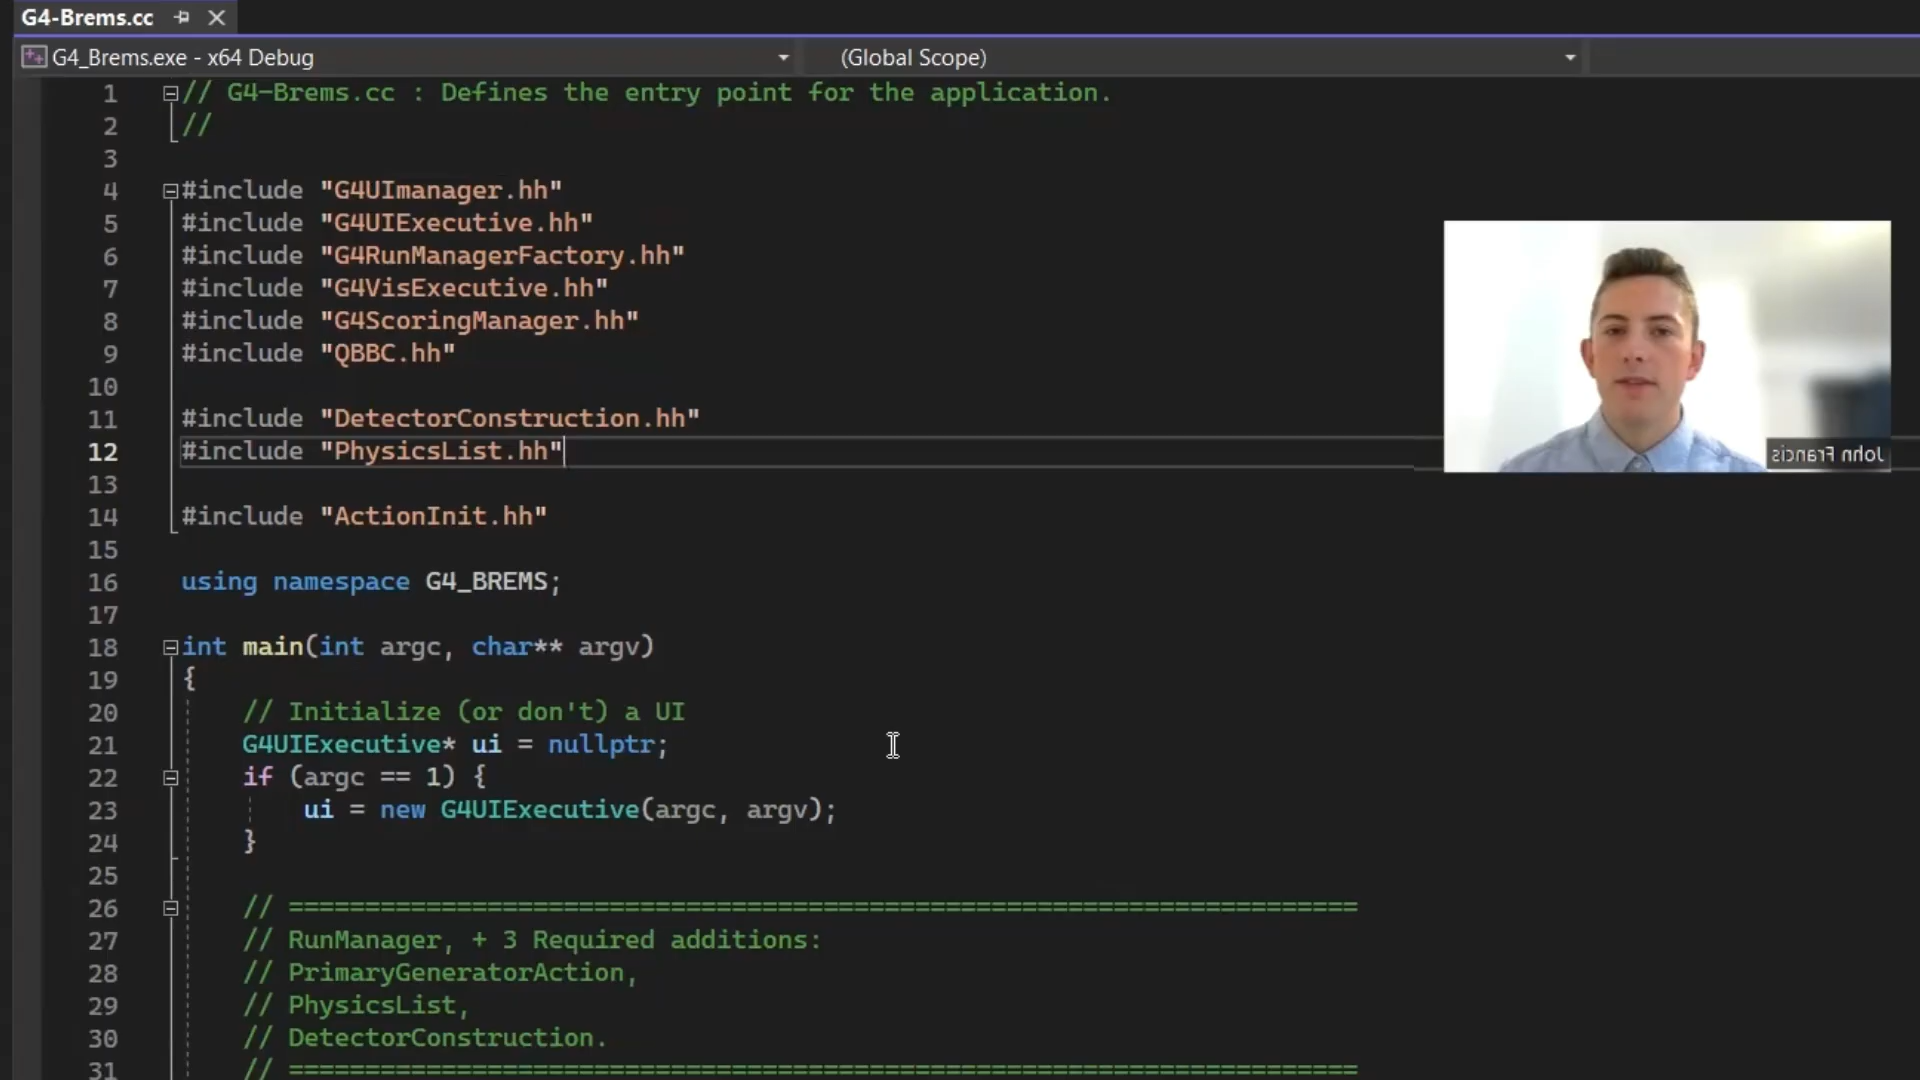 G4-Brems.cc
G4_Brems.exe - x64 Debug
(Global Scope)
1 // G4-Brems.cc : Defines the entry point for the application.
2 //
3
4 #include "G4UImanager.hh"
5 #include "G4UIExecutive.hh"
6 #include "G4RunManagerFactory.hh"
7 #include "G4VisExecutive.hh"
8 #include "G4ScoringManager.hh"
9 #include "QBBC.hh"
10
11 #include "DetectorConstruction.hh"
12 #include "PhysicsList.hh"
13
14 #include "ActionInit.hh"
15
16 using namespace G4_BREMS;
17
18 int main(int argc, char** argv)
19 {
20     // Initialize (or don't) a UI
21     G4UIExecutive* ui = nullptr;
22     if (argc == 1) {
23         ui = new G4UIExecutive(argc, argv);
24     }
25
26     // ======================================================================
27     // RunManager, + 3 Required additions:
28     // PrimaryGeneratorAction,
29     // PhysicsList,
30     // DetectorConstruction.
31     // ======================================================================
John Francis